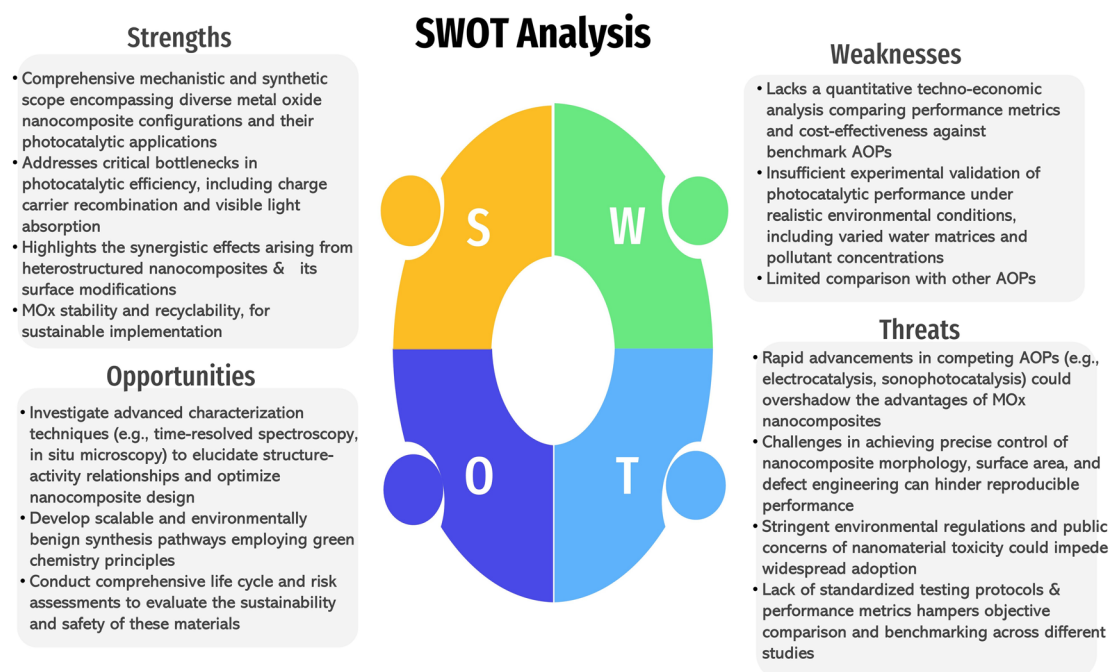 SWOT Analysis
Strengths
• Comprehensive mechanistic and synthetic
scope encompassing diverse metal oxide
nanocomposite configurations and their
photocatalytic applications
• Addresses critical bottlenecks in
photocatalytic efficiency, including charge
carrier recombination and visible light
absorption
• Highlights the synergistic effects arising from
heterostructured nanocomposites & its
surface modifications
• MOx stability and recyclability, for
sustainable implementation
Weaknesses
• Lacks a quantitative techno-economic
analysis comparing performance metrics
and cost-effectiveness against
benchmark AOPs
• Insufficient experimental validation of
photocatalytic performance under
realistic environmental conditions,
including varied water matrices and
pollutant concentrations
• Limited comparison with other AOPs
S
W
O
T
Opportunities
• Investigate advanced characterization
techniques (e.g., time-resolved spectroscopy,
in situ microscopy) to elucidate structure-
activity relationships and optimize
nanocomposite design
• Develop scalable and environmentally
benign synthesis pathways employing green
chemistry principles
• Conduct comprehensive life cycle and risk
assessments to evaluate the sustainability
and safety of these materials
Threats
• Rapid advancements in competing AOPs (e.g.,
electrocatalysis, sonophotocatalysis) could
overshadow the advantages of MOx
nanocomposites
• Challenges in achieving precise control of
nanocomposite morphology, surface area, and
defect engineering can hinder reproducible
performance
• Stringent environmental regulations and public
concerns of nanomaterial toxicity could impede
widespread adoption
• Lack of standardized testing protocols &
performance metrics hampers objective
comparison and benchmarking across different
studies